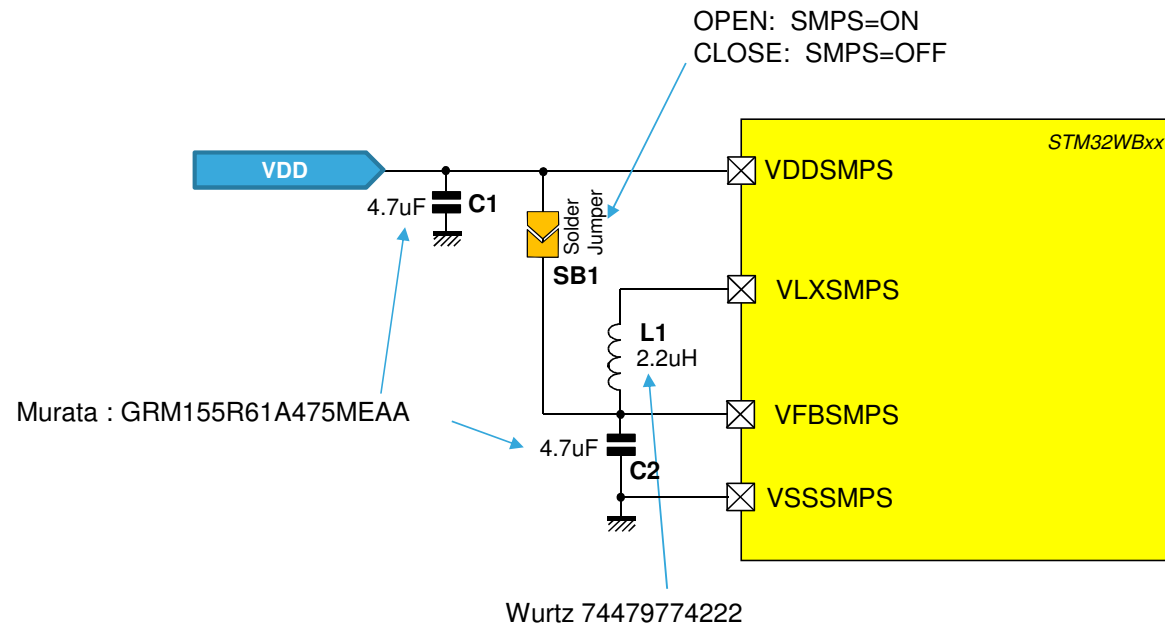 OPEN: SMPS=ON
CLOSE: SMPS=OFF
STM32WBxx
VDD
VDDSMPS
4.7uF
C1
Solder
Jumper
SB1
VLXSMPS
L1
2.2uH
Murata : GRM155R61A475MEAA
VFBSMPS
4.7uF
C2
VSSSMPS
Wurtz 74479774222